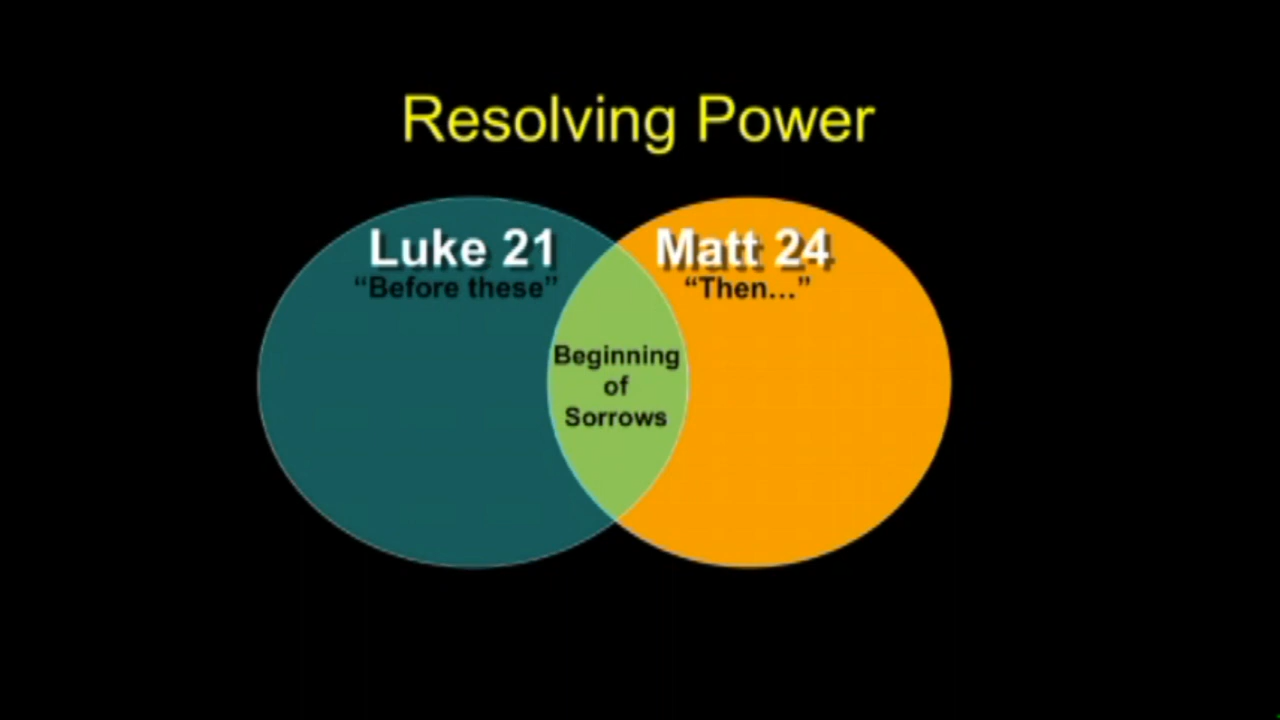 Resolving Power
Luke 21
“Before these”
Matt 24
“Then...”
Beginning
of
Sorrows